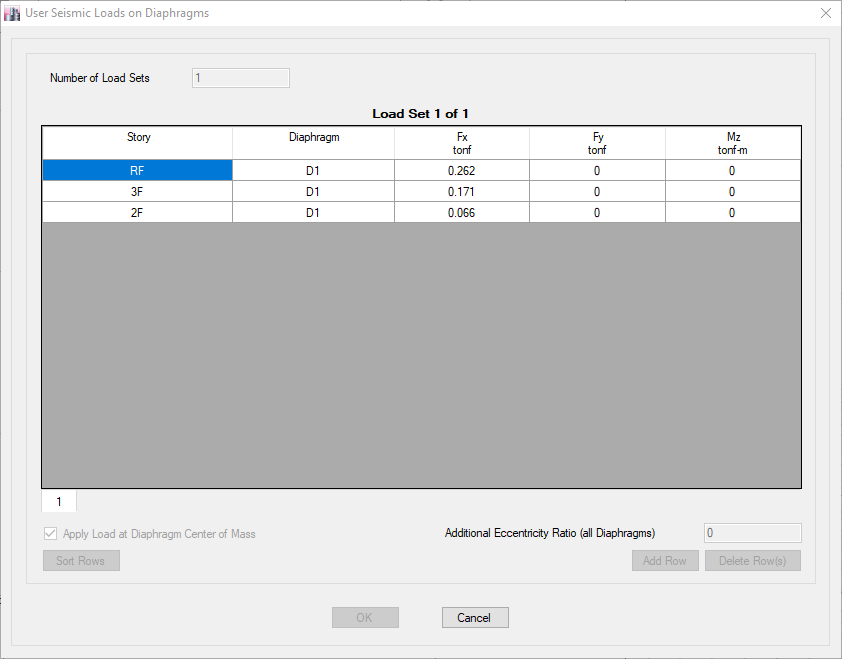 User Seismic Loads on Diaphragms
Number of Load Sets 1
Load Set 1 of 1
Story Diaphragm Fx tonf Fy tonf Mz tonf-m
RF D1 0.262 0 0
3F D1 0.171 0 0
2F D1 0.066 0 0
1
Apply Load at Diaphragm Center of Mass Additional Eccentricity Ratio (all Diaphragms) 0
Sort Rows Add Row Delete Row(s)
OK Cancel